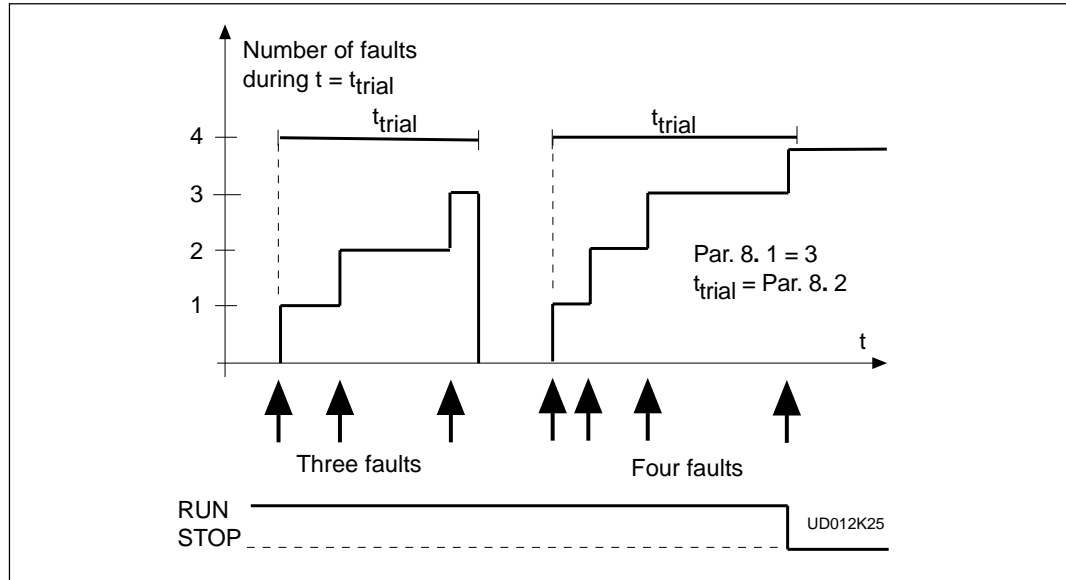 Number of faults
during t = ttrial
ttrial ttrial
4
3
2
Par. 8. 1 = 3
ttrial = Par. 8. 2
1
t
Three faults Four faults
RUN
STOP
UD012K25